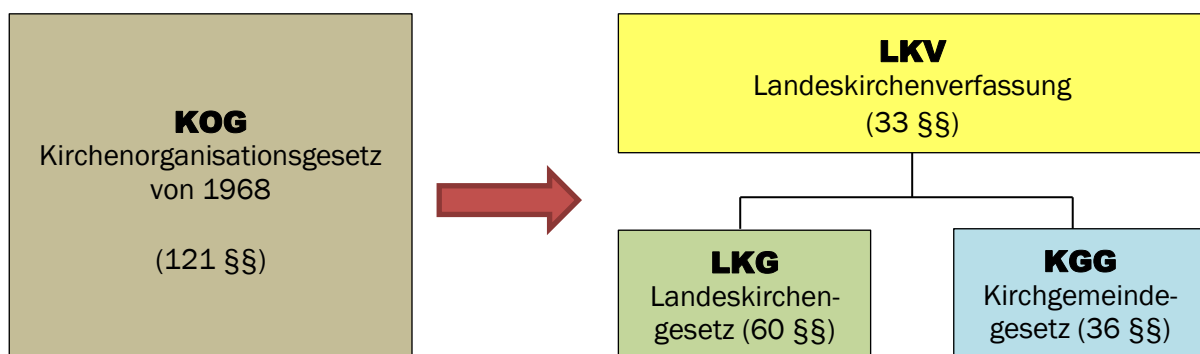 KOG
Kirchenorganisationsgesetz
von 1968
(121 §§)
LKV
Landeskirchenverfassung
(33 §§)
LKG
Landeskirchen-
gesetz (60 §§)
KGG
Kirchgemeinde-
gesetz (36 §§)